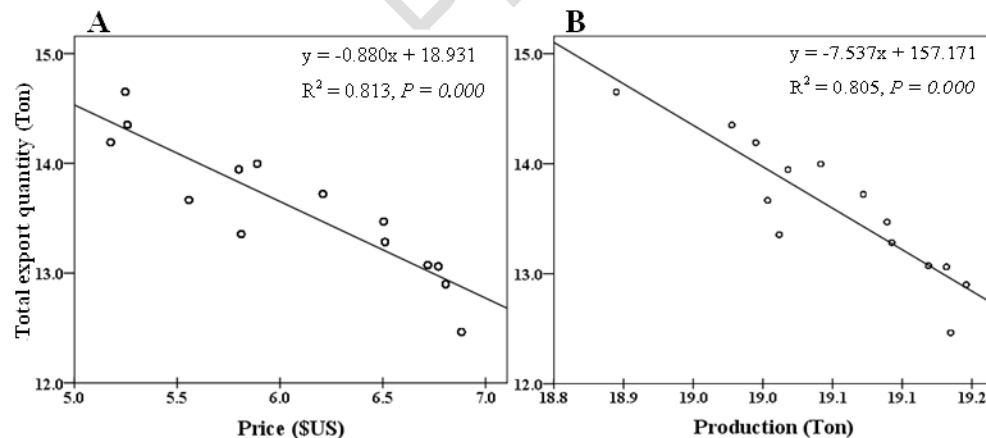 A
B
y = -0.880x + 18.931
R² = 0.813, P = 0.000
y = -7.537x + 157.171
R² = 0.805, P = 0.000
Total export quantity (Ton)
15.0
14.0
13.0
12.0
15.0
14.0
13.0
12.0
5.0 5.5 6.0 6.5 7.0
18.8 18.9 19.0 19.0 19.1 19.1 19.2
Price ($US)
Production (Ton)